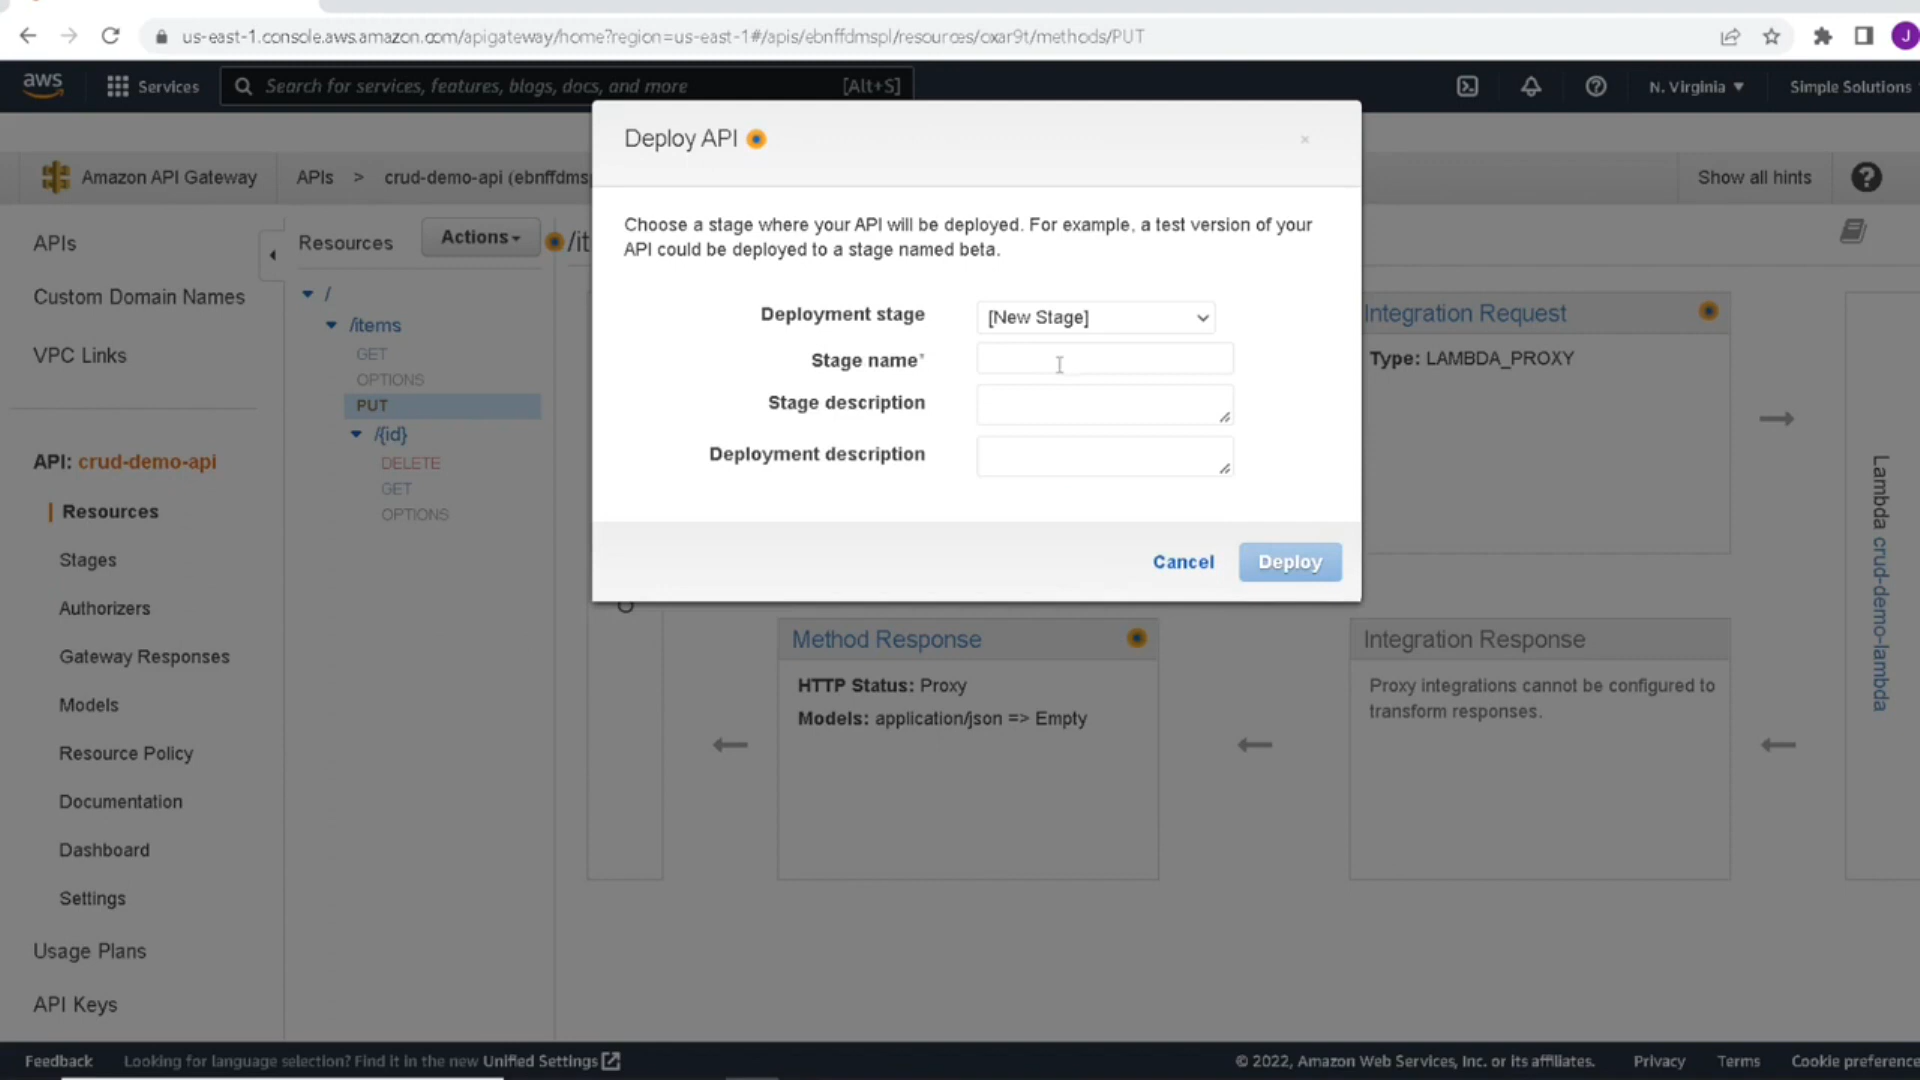 us-east-1.console.aws.amazon.com/apigateway/home?region=us-east-1#/apis/ebnffdmspl/resources/oxar9t/methods/PUT
J
aws
Services
Search for services, features, blogs, docs, and more
[Alt+S]
N. Virginia
Simple Solutions
Amazon API Gateway
APIs > crud-demo-api (ebnffdmsp
Show all hints
APIs
Custom Domain Names
VPC Links
API: crud-demo-api
Resources
Stages
Authorizers
Gateway Responses
Models
Resource Policy
Documentation
Dashboard
Settings
Usage Plans
API Keys
Resources
Actions
/
/items
GET
OPTIONS
PUT
/{id}
DELETE
GET
OPTIONS
/it
Deploy API
×
Choose a stage where your API will be deployed. For example, a test version of your
API could be deployed to a stage named beta.
Deployment stage
[New Stage]
Stage name*
Stage description
Deployment description
Cancel
Deploy
Integration Request
Type: LAMBDA_PROXY
Lambda crud-demo-lambda
Method Response
HTTP Status: Proxy
Models: application/json => Empty
Integration Response
Proxy integrations cannot be configured to
transform responses.
Feedback
Looking for language selection? Find it in the new Unified Settings
© 2022, Amazon Web Services, Inc. or its affiliates.
Privacy
Terms
Cookie preference